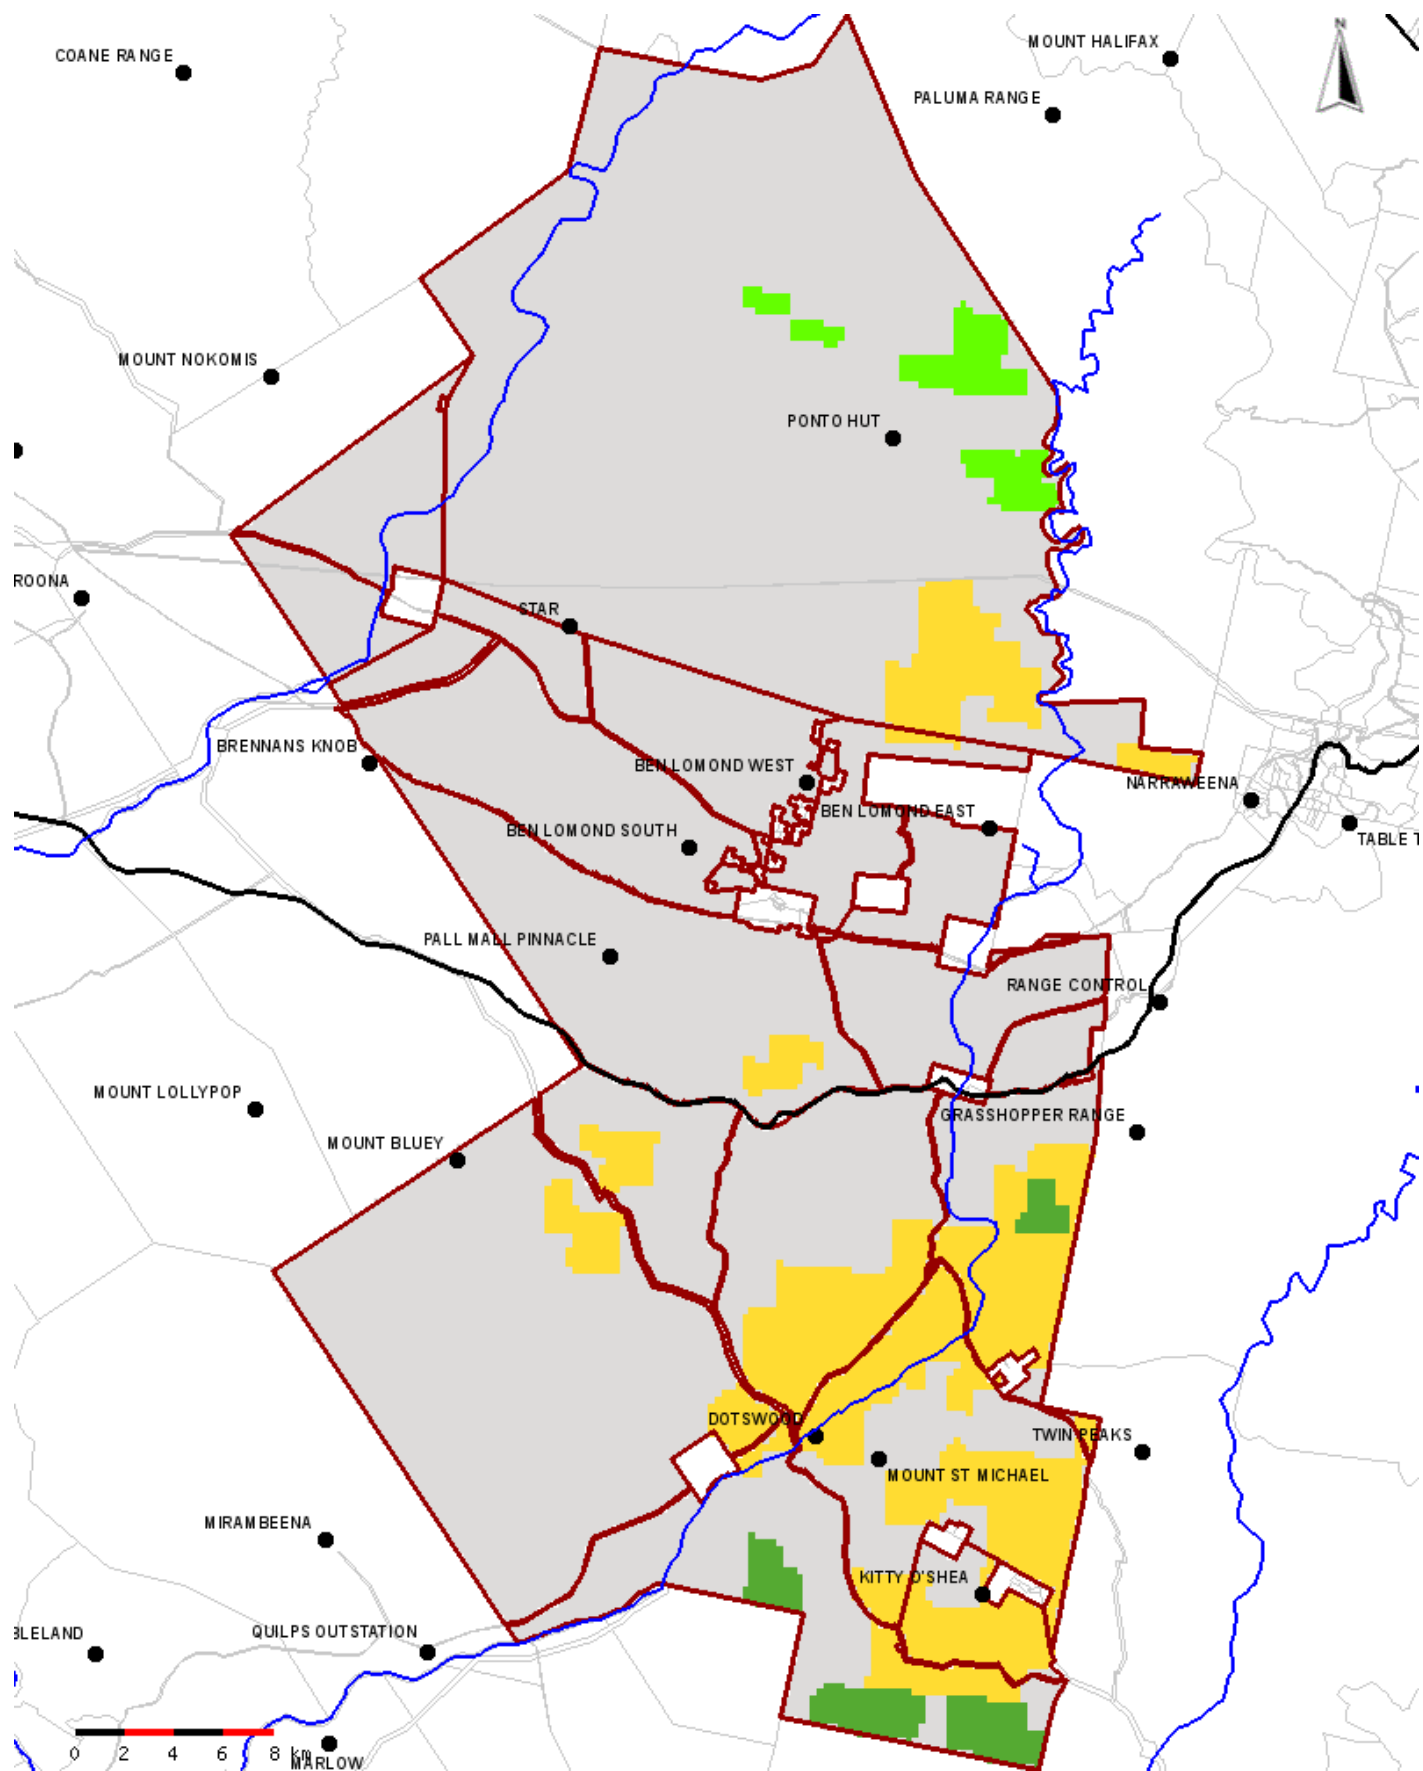 N
MOUNT HALIFAX
COANE RANGE
PALUMA RANGE
MOUNT NOKOMIS
PONTO HUT
ROONA
STAR
BRENNANS KNOB
BEN LOMOND WEST
NARRAWEENA
BEN LOMOND EAST
BEN LOMOND SOUTH
TABLE T
PALL MALL PINNACLE
RANGE CONTROL
MOUNT LOLLYPOP
GRASSHOPPER RANGE
MOUNT BLUEY
DOTSWOOD
TWIN PEAKS
MOUNT ST MICHAEL
MIRAMBEENA
KITTY O'SHEA
BLELAND
QUILPS OUTSTATION
0 2 4 6 8 km
MARLOW